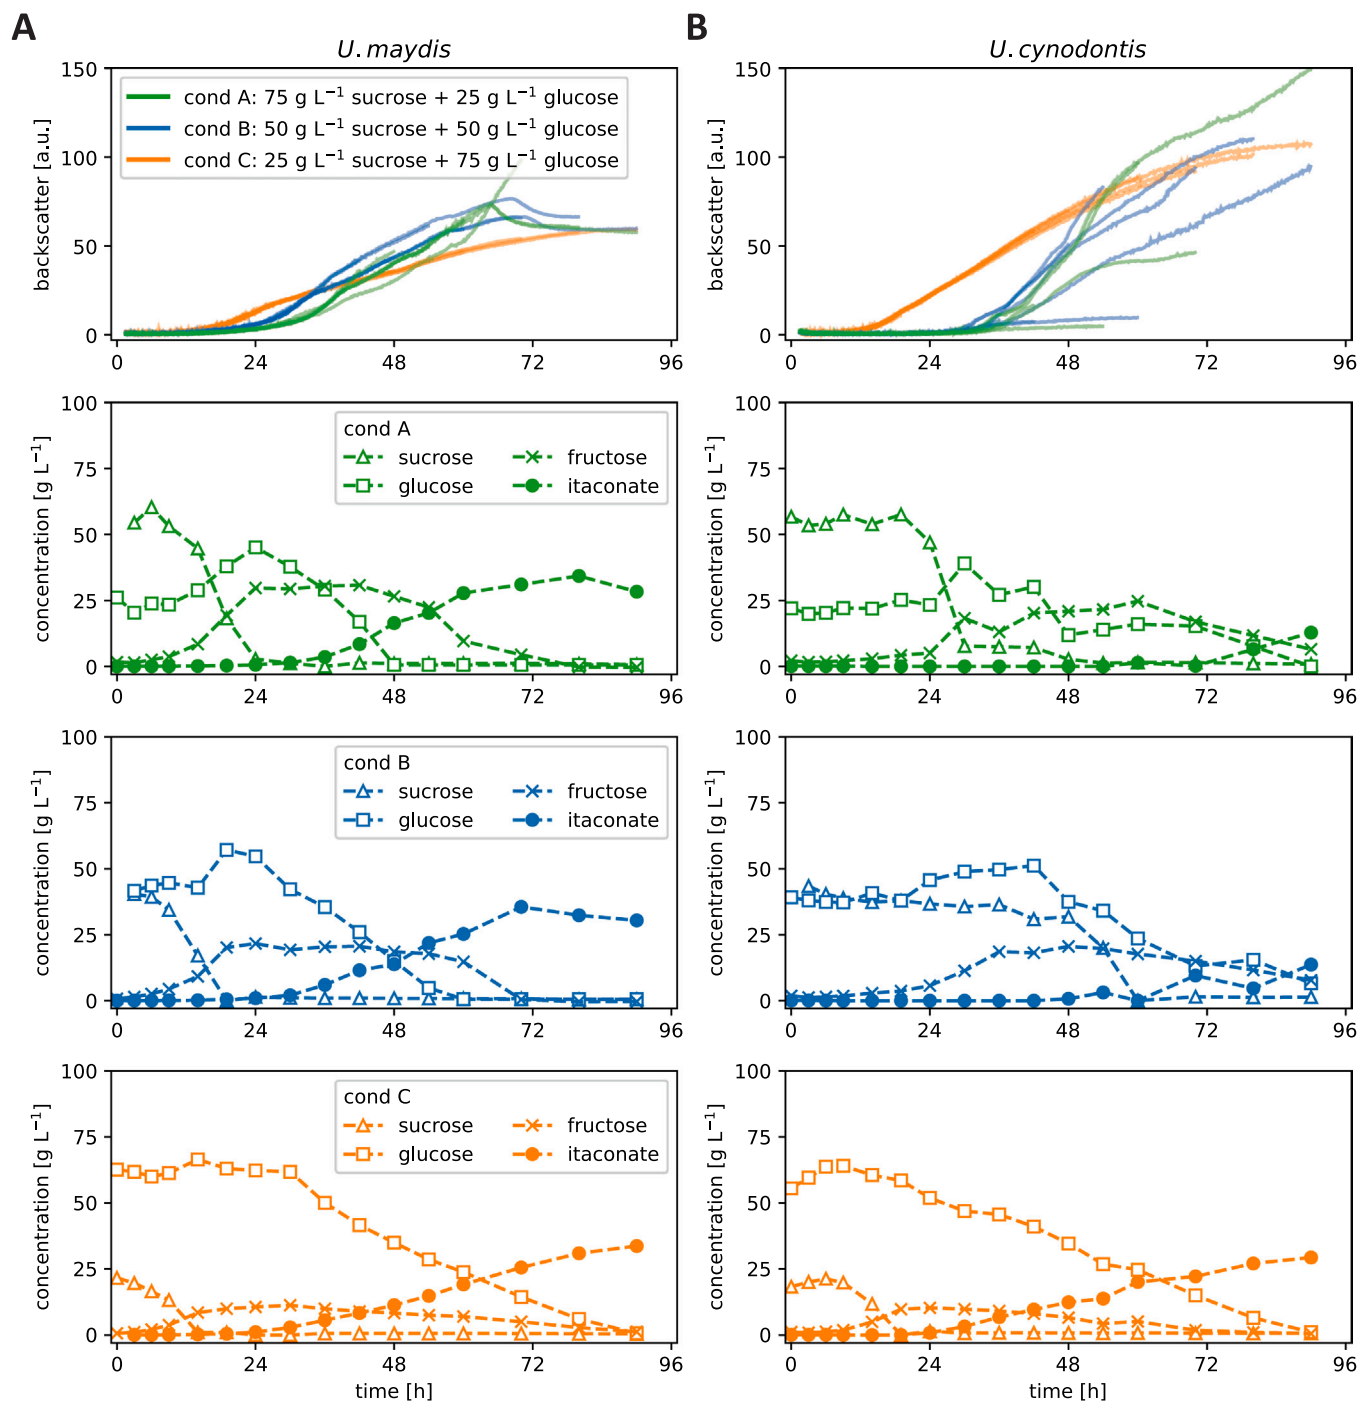 A
B
U. maydis
U. cynodontis
backscatter [a.u.]
150
100
50
0
cond A: 75 g L⁻¹ sucrose + 25 g L⁻¹ glucose
cond B: 50 g L⁻¹ sucrose + 50 g L⁻¹ glucose
cond C: 25 g L⁻¹ sucrose + 75 g L⁻¹ glucose
0 24 48 72 96
backscatter [a.u.]
150
100
50
0
0 24 48 72 96
concentration [g L⁻¹]
100
75
50
25
0
cond A
sucrose fructose
glucose itaconate
0 24 48 72 96
concentration [g L⁻¹]
100
75
50
25
0
0 24 48 72 96
concentration [g L⁻¹]
100
75
50
25
0
cond B
sucrose fructose
glucose itaconate
0 24 48 72 96
concentration [g L⁻¹]
100
75
50
25
0
0 24 48 72 96
concentration [g L⁻¹]
100
75
50
25
0
cond C
sucrose fructose
glucose itaconate
0 24 48 72 96
time [h]
concentration [g L⁻¹]
100
75
50
25
0
0 24 48 72 96
time [h]